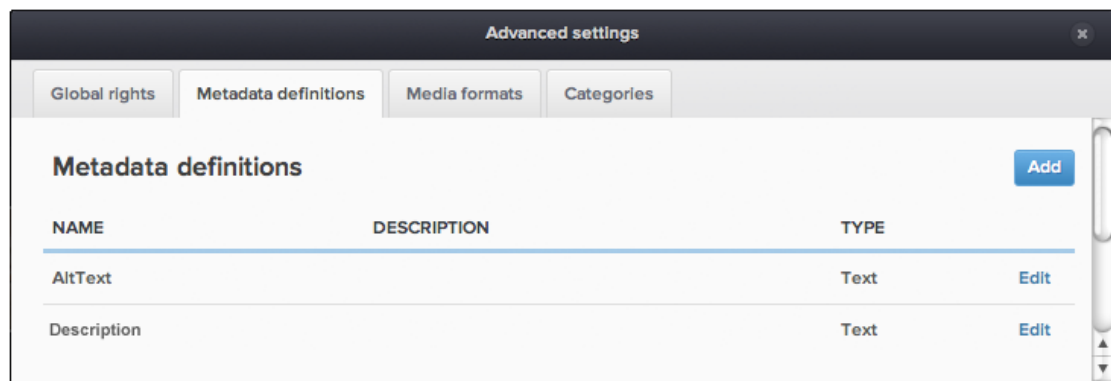 Advanced settings
Global rights Metadata definitions Media formats Categories
Metadata definitions Add
NAME DESCRIPTION TYPE
AltText Text Edit
Description Text Edit